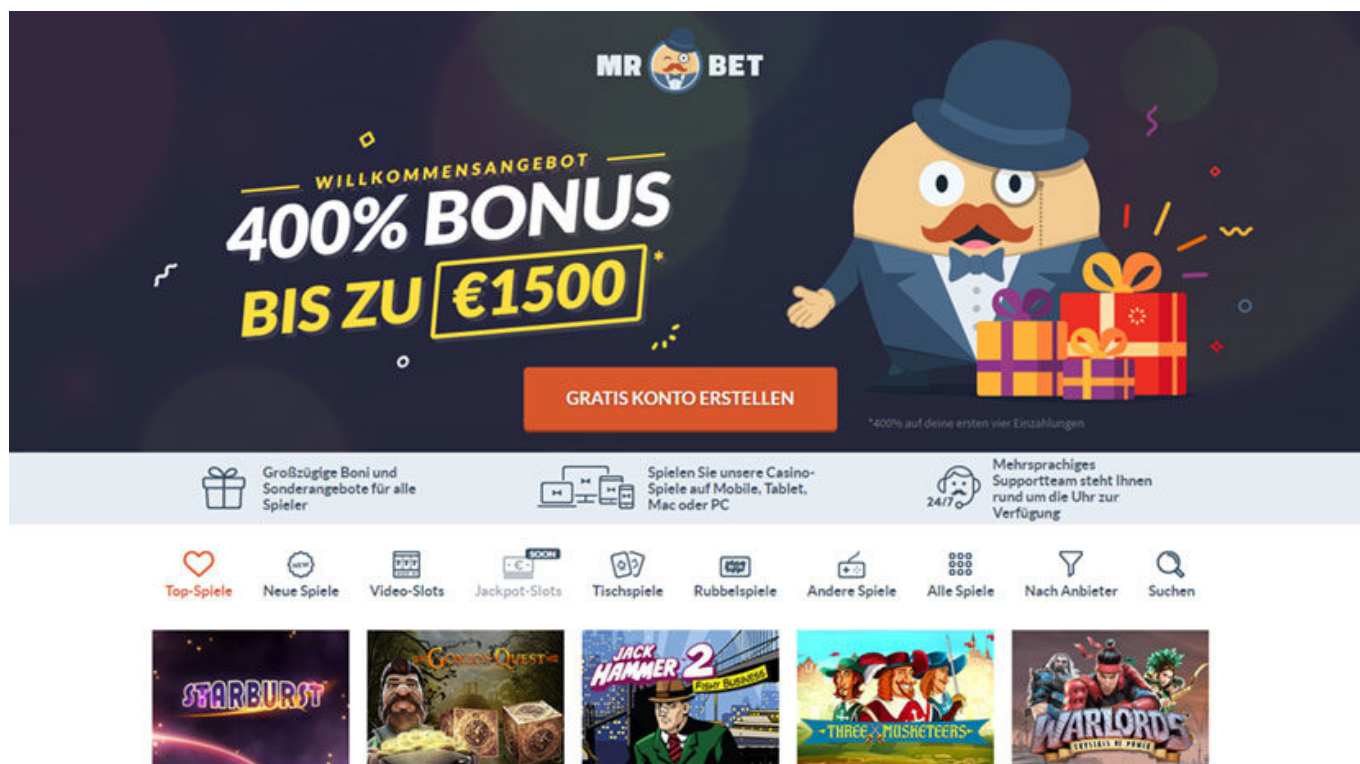 MR BET
WILLKOMMENSANGEBOT
400% BONUS
BIS ZU €1500*
GRATIS KONTO ERSTELLEN
*400% auf deine ersten vier Einzahlungen
Großzügige Boni und
Sonderangebote für alle
Spieler
Spielen Sie unsere Casino-
Spiele auf Mobile, Tablet,
Mac oder PC
24/7
Mehrsprachiges
Supportteam steht Ihnen
rund um die Uhr zur
Verfügung
SOON
NEW
Top-Spiele
Neue Spiele
Video-Slots
Jackpot-Slots
Tischspiele
Rubbelspiele
Andere Spiele
Alle Spiele
Nach Anbieter
Suchen
STARBURST
GONZO'S QUEST
JACK
HAMMER 2
FISHY BUSINESS
THREE MUSKETEERS
WARLORDS
CRYSTALS OF POWER